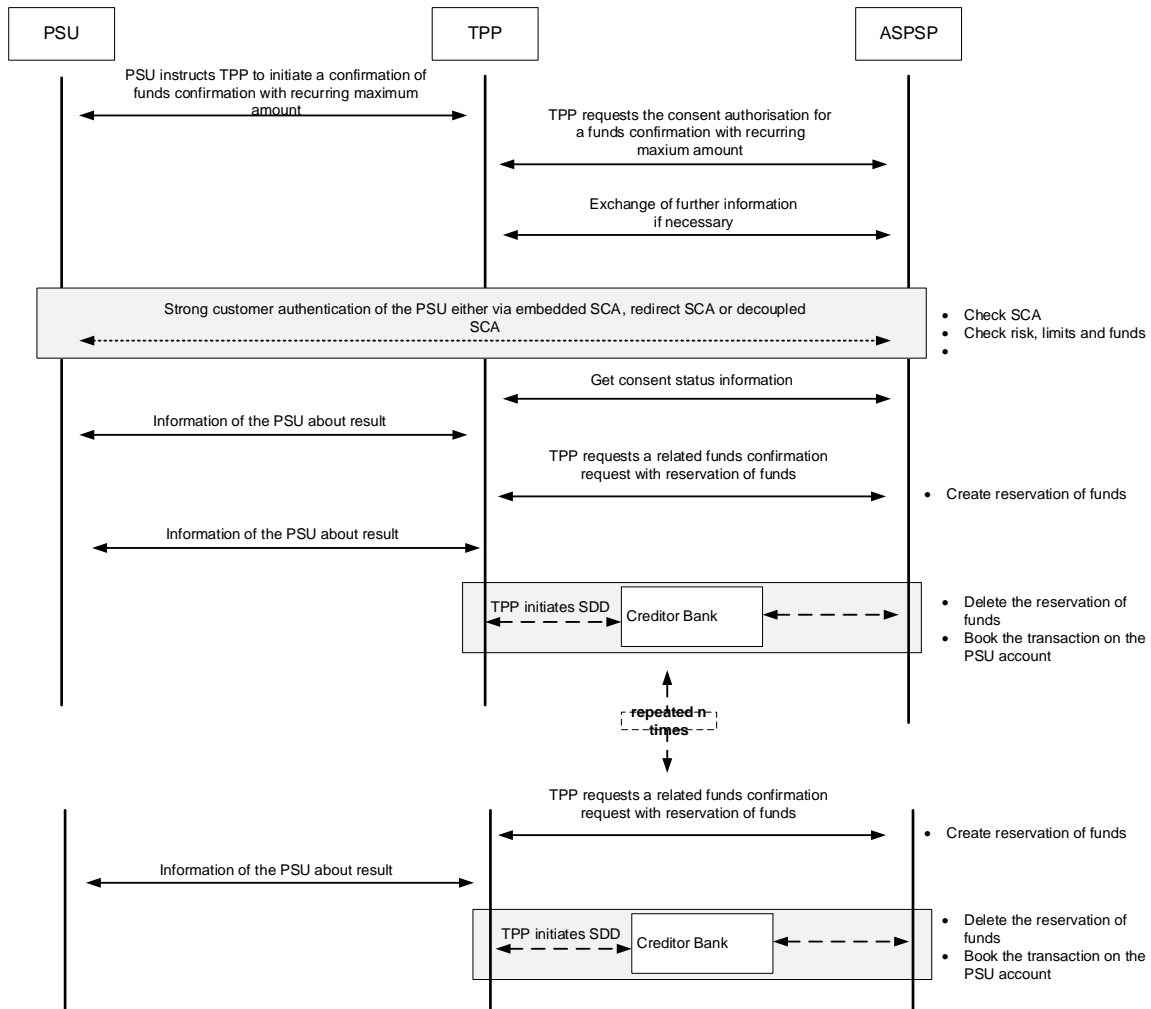 PSU
TPP
ASPSP
PSU instructs TPP to initiate a confirmation of
funds confirmation with recurring maximum
amount
TPP requests the consent authorisation for
a funds confirmation with recurring
maxium amount
Exchange of further information
if necessary
Strong customer authentication of the PSU either via embedded SCA, redirect SCA or decoupled
SCA
• Check SCA
• Check risk, limits and funds
•
Get consent status information
Information of the PSU about result
TPP requests a related funds confirmation
request with reservation of funds
• Create reservation of funds
Information of the PSU about result
TPP initiates SDD
Creditor Bank
• Delete the reservation of
funds
• Book the transaction on the
PSU account
repeated n
times
TPP requests a related funds confirmation
request with reservation of funds
• Create reservation of funds
Information of the PSU about result
TPP initiates SDD
Creditor Bank
• Delete the reservation of
funds
• Book the transaction on the
PSU account